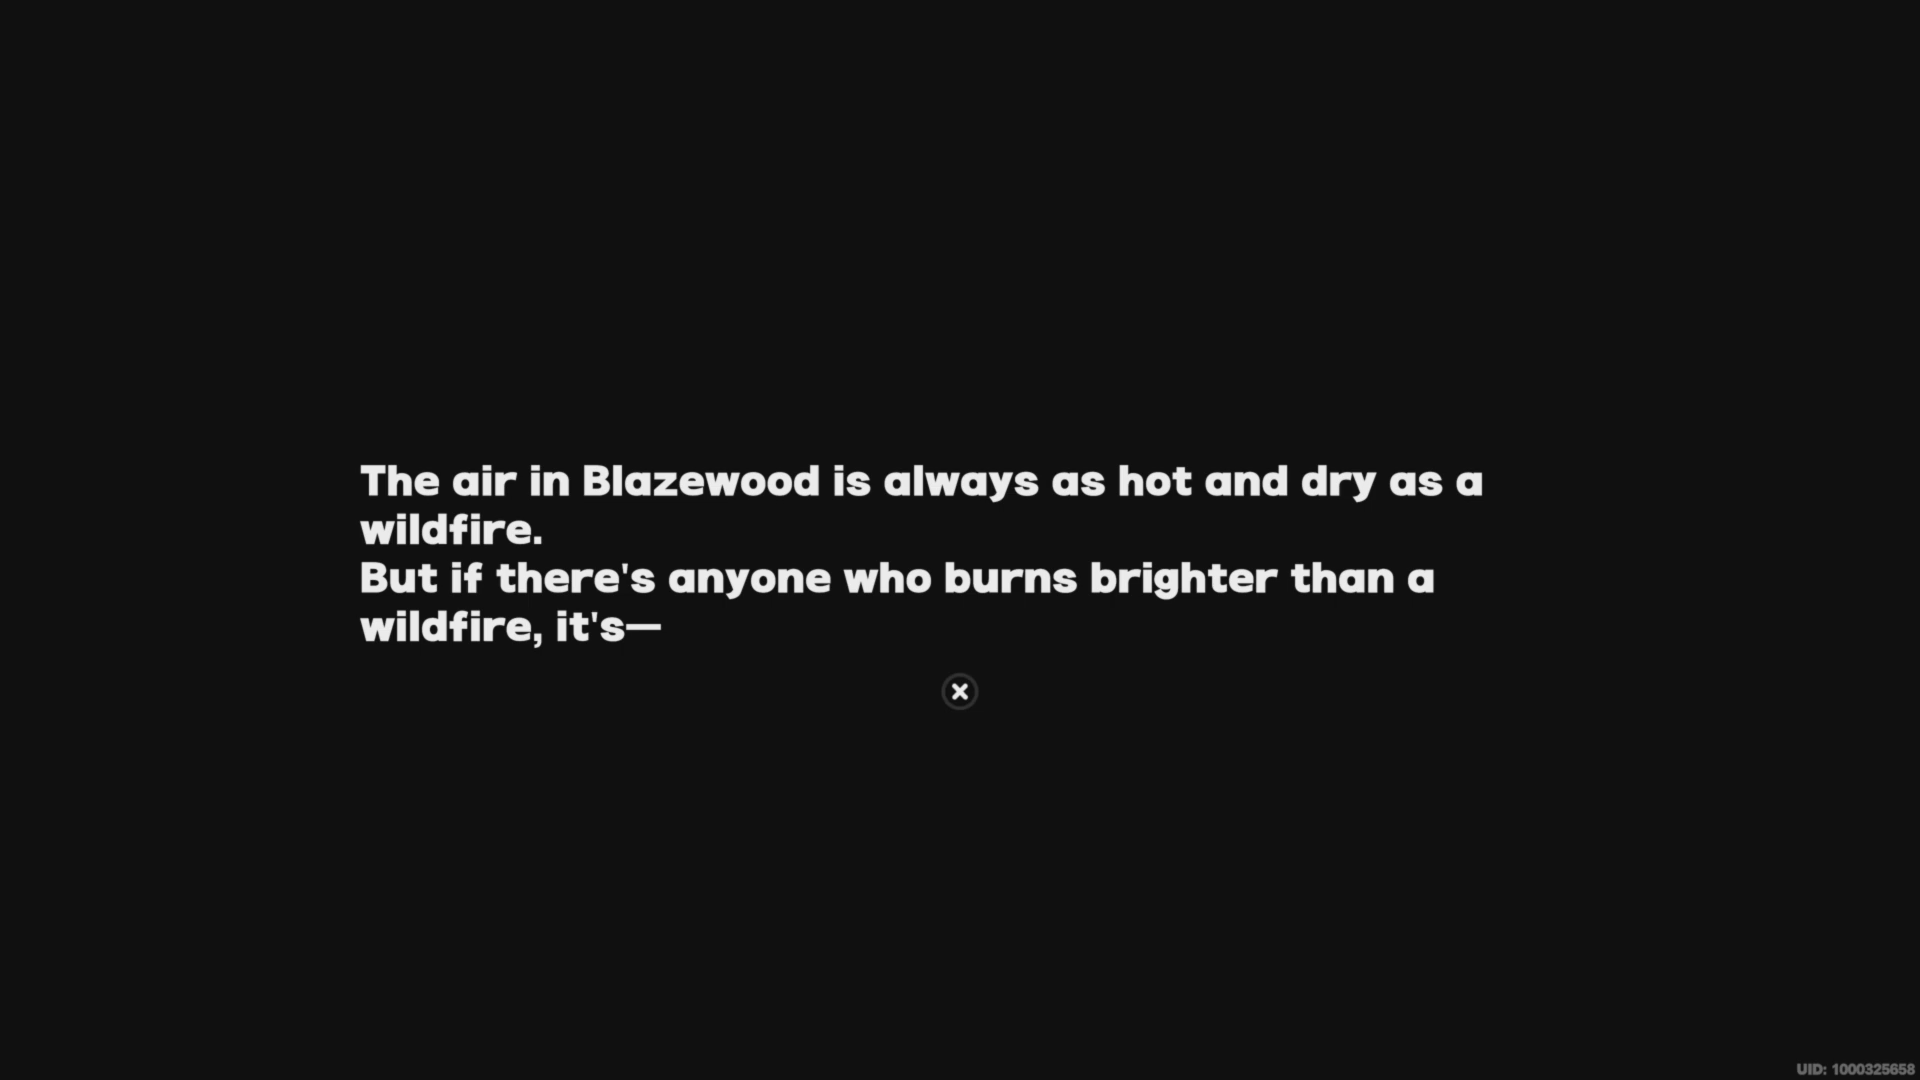 The air in Blazewood is always as hot and dry as a
wildfire.
But if there's anyone who burns brighter than a
wildfire, it's—
UID: 1000325658